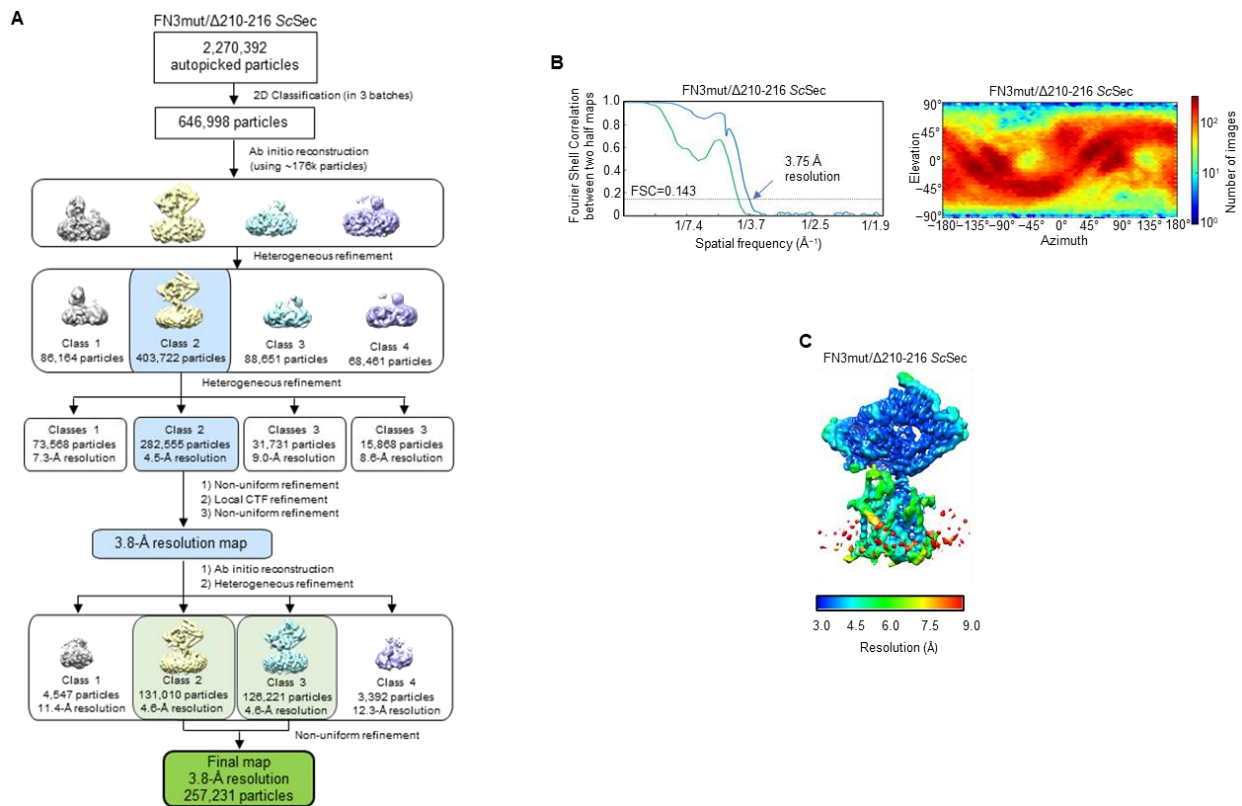 A
FN3mut/Δ210-216 ScSec
2,270,392
autopicked particles
2D Classification (in 3 batches)
646,998 particles
Ab initio reconstruction
(using ~176k particles)
Heterogeneous refinement
Class 1
86,164 particles
Class 2
403,722 particles
Class 3
88,651 particles
Class 4
68,461 particles
Heterogeneous refinement
Classes 1
73,568 particles
7.3-Å resolution
Class 2
282,555 particles
4.5-Å resolution
Classes 3
31,731 particles
9.0-Å resolution
Classes 3
15,868 particles
8.6-Å resolution
1) Non-uniform refinement
2) Local CTF refinement
3) Non-uniform refinement
3.8-Å resolution map
1) Ab initio reconstruction
2) Heterogeneous refinement
Class 1
4,547 particles
11.4-Å resolution
Class 2
131,010 particles
4.6-Å resolution
Class 3
126,221 particles
4.6-Å resolution
Class 4
3,392 particles
12.3-Å resolution
Non-uniform refinement
Final map
3.8-Å resolution
257,231 particles
B
FN3mut/Δ210-216 ScSec
Fourier Shell Correlation
between two half maps
1.0
0.8
0.6
0.4
0.2
0
FSC=0.143
3.75 Å
resolution
1/7.4 1/3.7 1/2.5 1/1.9
Spatial frequency (Å⁻¹)
FN3mut/Δ210-216 ScSec
Elevation
90°
45°
0°
−45°
−90°
−180° −135° −90° −45° 0° 45° 90° 135° 180°
Azimuth
10²
10¹
10⁰
Number of images
C
FN3mut/Δ210-216 ScSec
3.0 4.5 6.0 7.5 9.0
Resolution (Å)